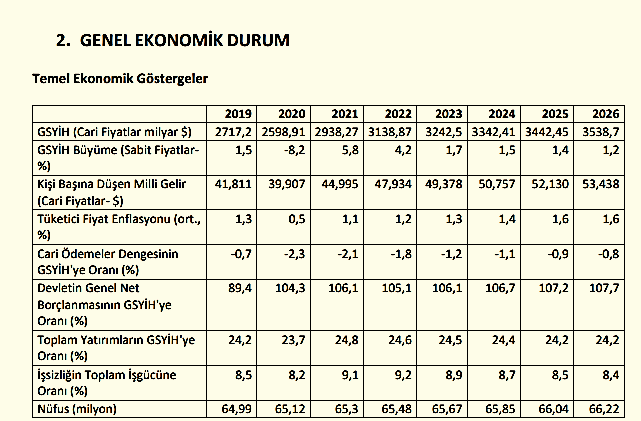 2. GENEL EKONOMİK DURUM
Temel Ekonomik Göstergeler
2019 2020 2021 2022 2023 2024 2025 2026
GSYİH (Cari Fiyatlar milyar $) 2717,2 2598,91 2938,27 3138,87 3242,5 3342,41 3442,45 3538,7
GSYİH Büyüme (Sabit Fiyatlar- 1,5 -8,2 5,8 4,2 1,7 1,5 1,4 1,2
%)
Kişi Başına Düşen Milli Gelir 41,811 39,907 44,995 47,934 49,378 50,757 52,130 53,438
(Cari Fiyatlar- $)
Tüketici Fiyat Enflasyonu (ort., 1,3 0,5 1,1 1,2 1,3 1,4 1,6 1,6
%)
Cari Ödemeler Dengesinin -0,7 -2,3 -2,1 -1,8 -1,2 -1,1 -0,9 -0,8
GSYİH'ye Oranı (%)
Devletin Genel Net 89,4 104,3 106,1 105,1 106,1 106,7 107,2 107,7
Borçlanmasının GSYİH'ye
Oranı (%)
Toplam Yatırımların GSYİH'ye 24,2 23,7 24,8 24,6 24,5 24,4 24,2 24,2
Oranı (%)
İşsizliğin Toplam İşgücüne 8,5 8,2 9,1 9,2 8,9 8,7 8,5 8,4
Oranı (%)
Nüfus (milyon) 64,99 65,12 65,3 65,48 65,67 65,85 66,04 66,22